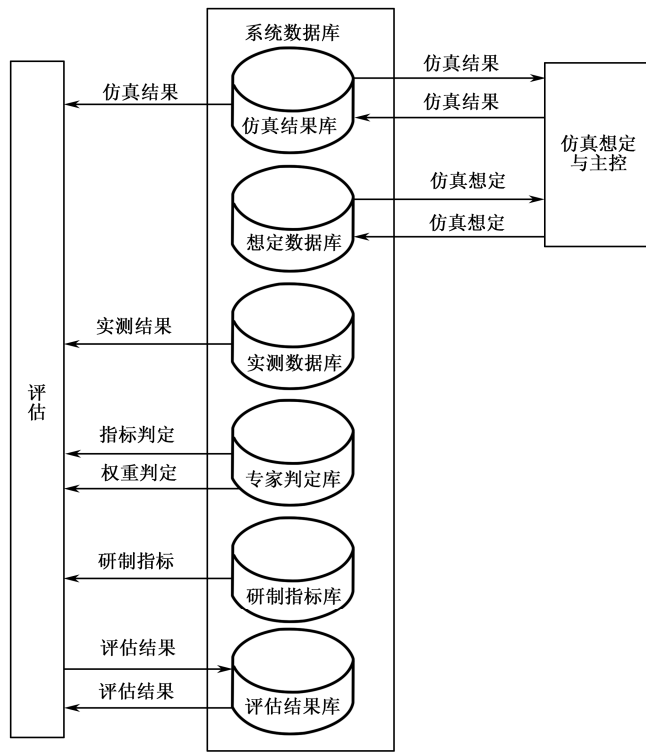 系统数据库
仿真结果
仿真结果
仿真结果
仿真结果库
仿真想定
与主控
仿真想定
仿真想定
想定数据库
实测结果
实测数据库
评
估
指标判定
权重判定
专家判定库
研制指标
研制指标库
评估结果
评估结果
评估结果库